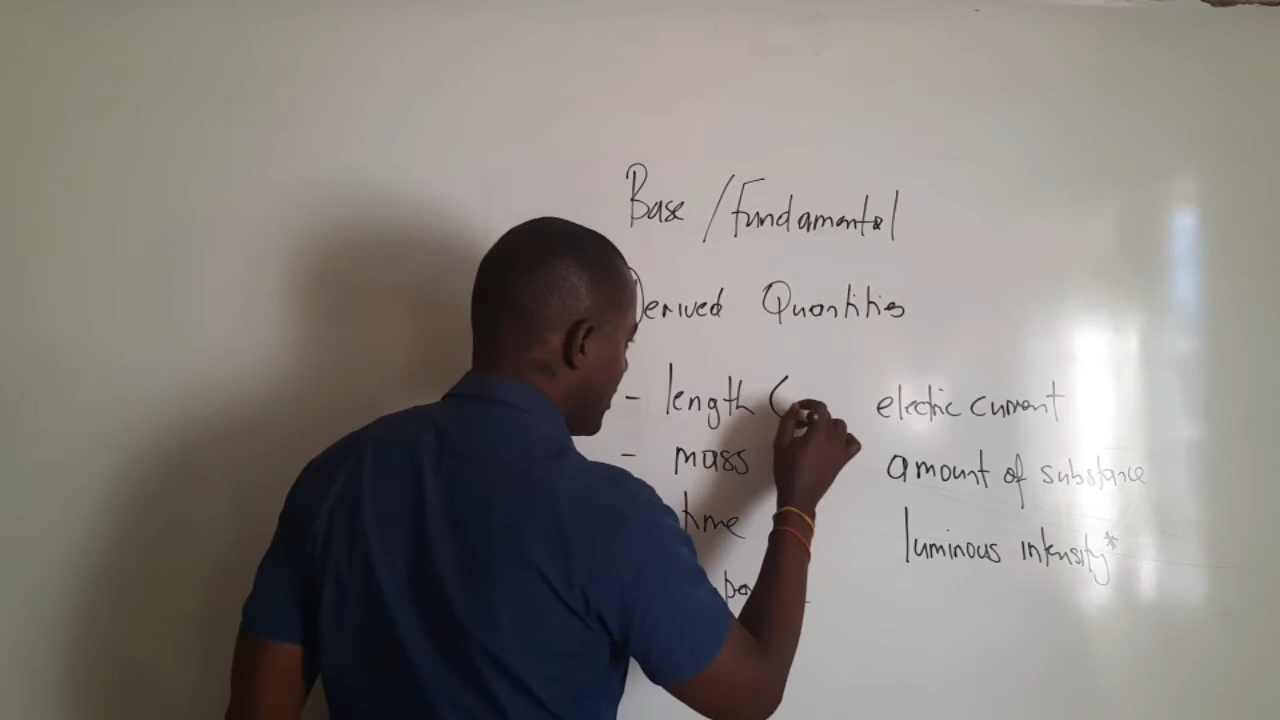 Base / Fundamental
Derived Quantities
- length (
- mass
time
electric current
amount of substance
luminous intensity*